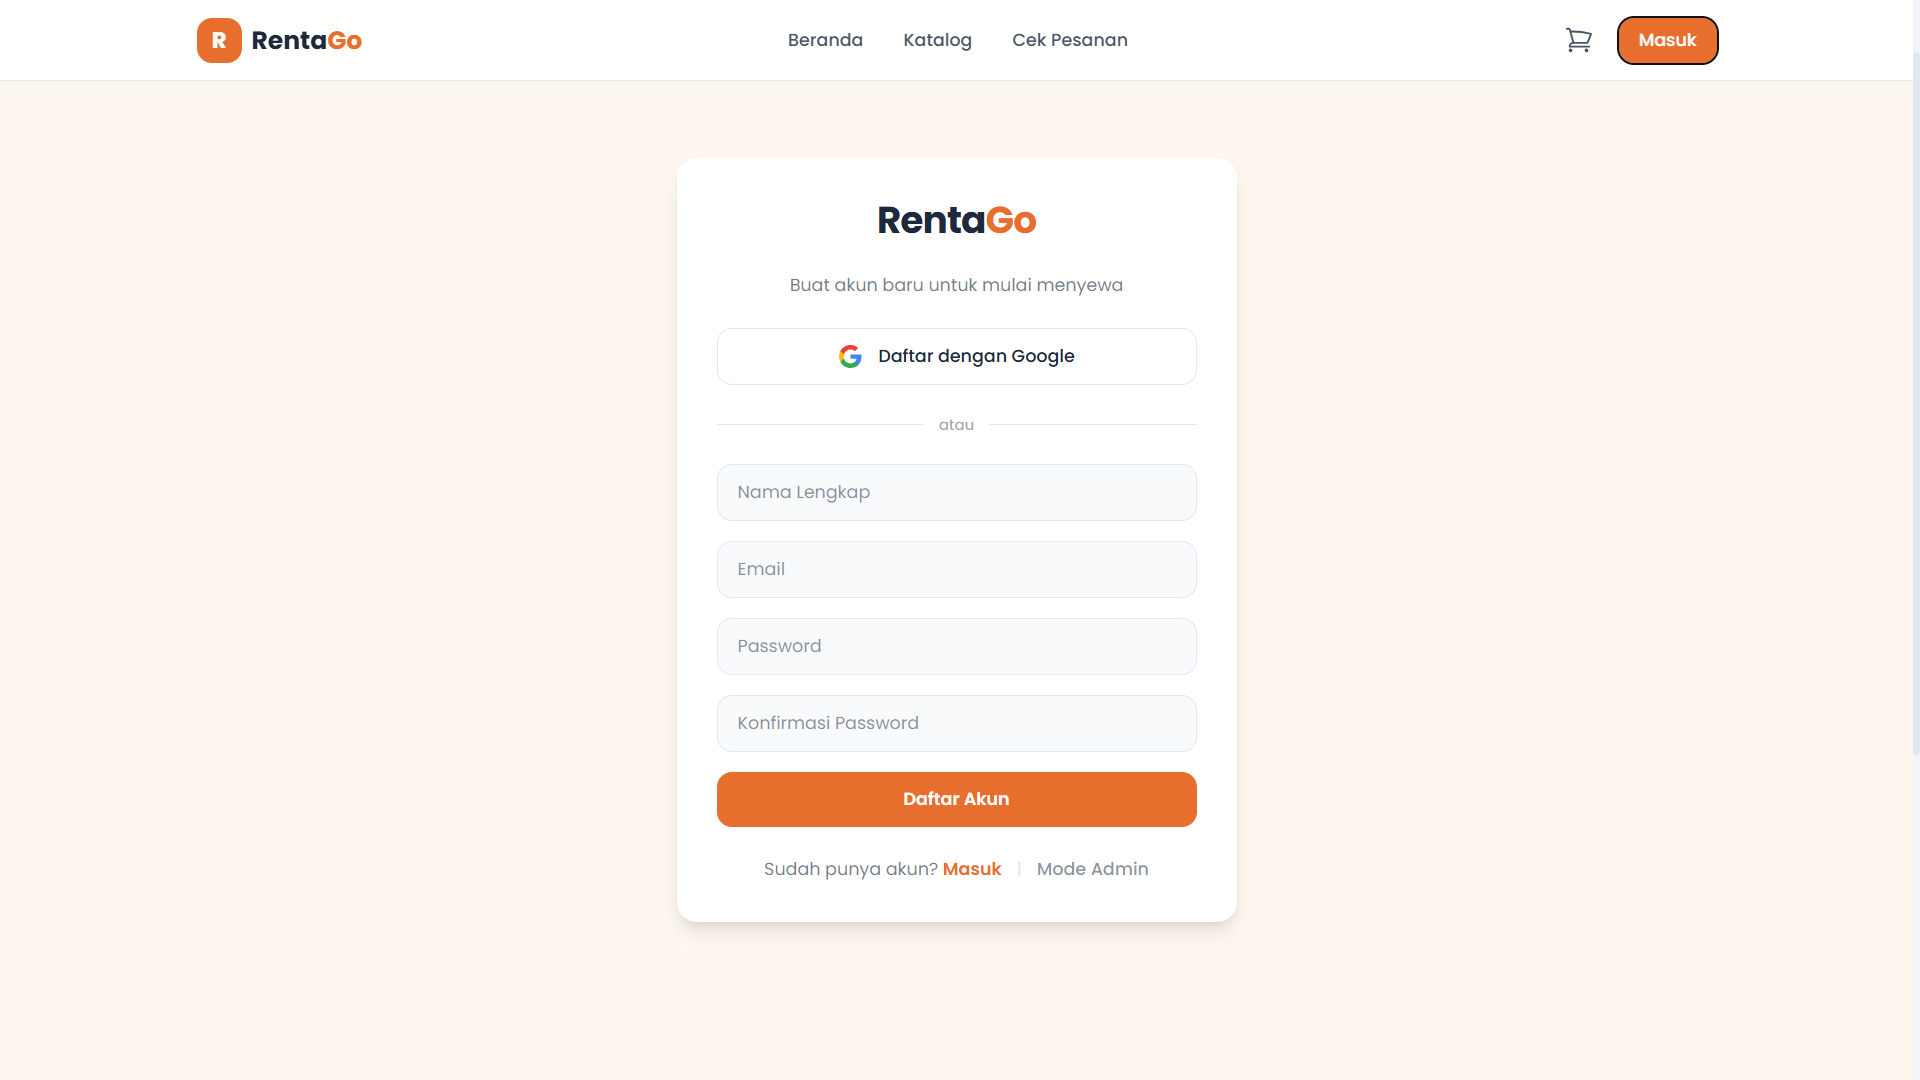 R RentaGo
Beranda Katalog Cek Pesanan
Masuk
RentaGo
Buat akun baru untuk mulai menyewa
Daftar dengan Google
atau
Nama Lengkap
Email
Password
Konfirmasi Password
Daftar Akun
Sudah punya akun? Masuk | Mode Admin